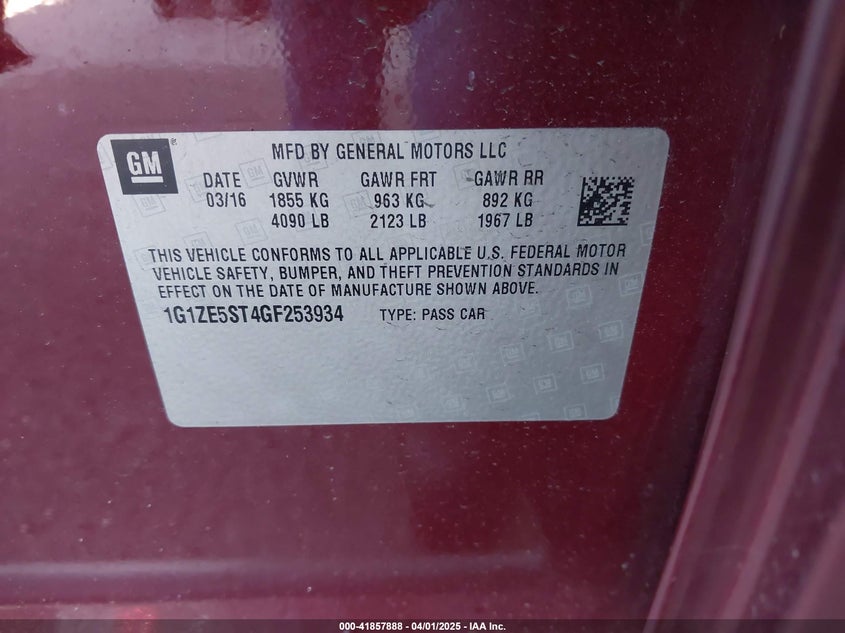 GM
MFD BY GENERAL MOTORS LLC
DATE GVWR GAWR FRT GAWR RR
03/16 1855 KG 963 KG 892 KG
4090 LB 2123 LB 1967 LB
THIS VEHICLE CONFORMS TO ALL APPLICABLE U.S. FEDERAL MOTOR
VEHICLE SAFETY, BUMPER, AND THEFT PREVENTION STANDARDS IN
EFFECT ON THE DATE OF MANUFACTURE SHOWN ABOVE.
1G1ZE5ST4GF253934 TYPE: PASS CAR
000-41857888 | 04/01/2025 - IAA Inc.